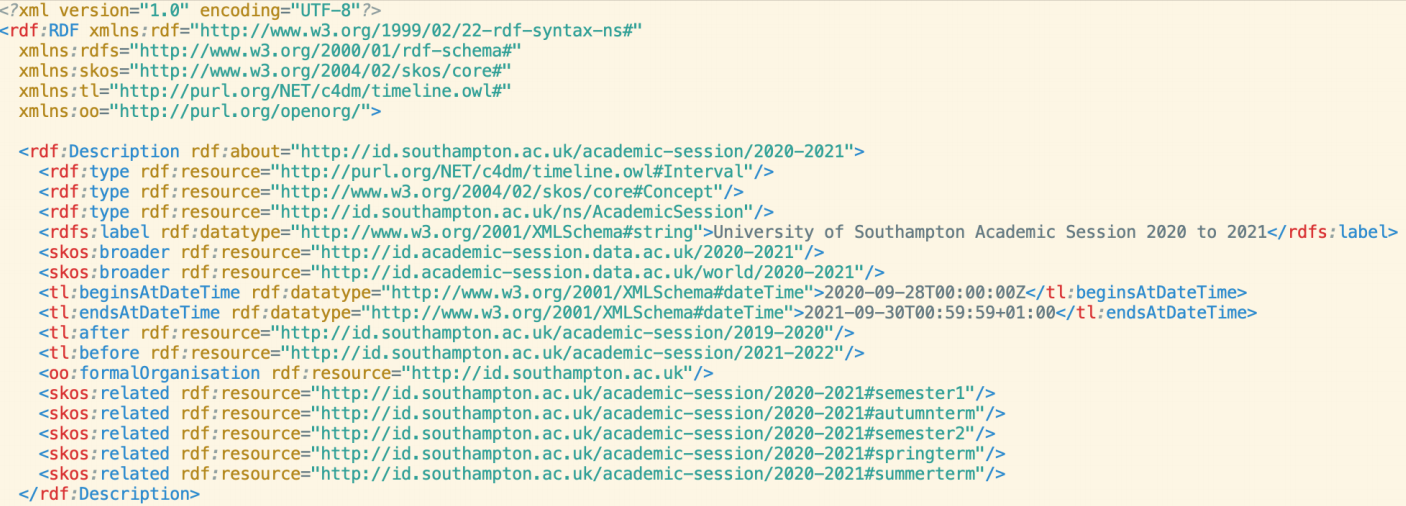 <?xml version="1.0" encoding="UTF-8"?>
<rdf:RDF xmlns:rdf="http://www.w3.org/1999/02/22-rdf-syntax-ns#"
xmlns:rdfs="http://www.w3.org/2000/01/rdf-schema#"
xmlns:skos="http://www.w3.org/2004/02/skos/core#"
xmlns:tl="http://purl.org/NET/c4dm/timeline.owl#"
xmlns:oo="http://purl.org/openorg/">
<rdf:Description rdf:about="http://id.southampton.ac.uk/academic-session/2020-2021">
<rdf:type rdf:resource="http://purl.org/NET/c4dm/timeline.owl#Interval"/>
<rdf:type rdf:resource="http://www.w3.org/2004/02/skos/core#Concept"/>
<rdf:type rdf:resource="http://id.southampton.ac.uk/ns/AcademicSession"/>
<rdfs:label rdf:datatype="http://www.w3.org/2001/XMLSchema#string">University of Southampton Academic Session 2020 to 2021</rdfs:label>
<skos:broader rdf:resource="http://id.academic-session.data.ac.uk/2020-2021"/>
<skos:broader rdf:resource="http://id.academic-session.data.ac.uk/world/2020-2021"/>
<tl:beginsAtDateTime rdf:datatype="http://www.w3.org/2001/XMLSchema#dateTime">2020-09-28T00:00:00Z</tl:beginsAtDateTime>
<tl:endsAtDateTime rdf:datatype="http://www.w3.org/2001/XMLSchema#dateTime">2021-09-30T00:59:59+01:00</tl:endsAtDateTime>
<tl:after rdf:resource="http://id.southampton.ac.uk/academic-session/2019-2020"/>
<tl:before rdf:resource="http://id.southampton.ac.uk/academic-session/2021-2022"/>
<oo:formalOrganisation rdf:resource="http://id.southampton.ac.uk"/>
<skos:related rdf:resource="http://id.southampton.ac.uk/academic-session/2020-2021#semester1"/>
<skos:related rdf:resource="http://id.southampton.ac.uk/academic-session/2020-2021#autumnterm"/>
<skos:related rdf:resource="http://id.southampton.ac.uk/academic-session/2020-2021#semester2"/>
<skos:related rdf:resource="http://id.southampton.ac.uk/academic-session/2020-2021#springterm"/>
<skos:related rdf:resource="http://id.southampton.ac.uk/academic-session/2020-2021#summerterm"/>
</rdf:Description>